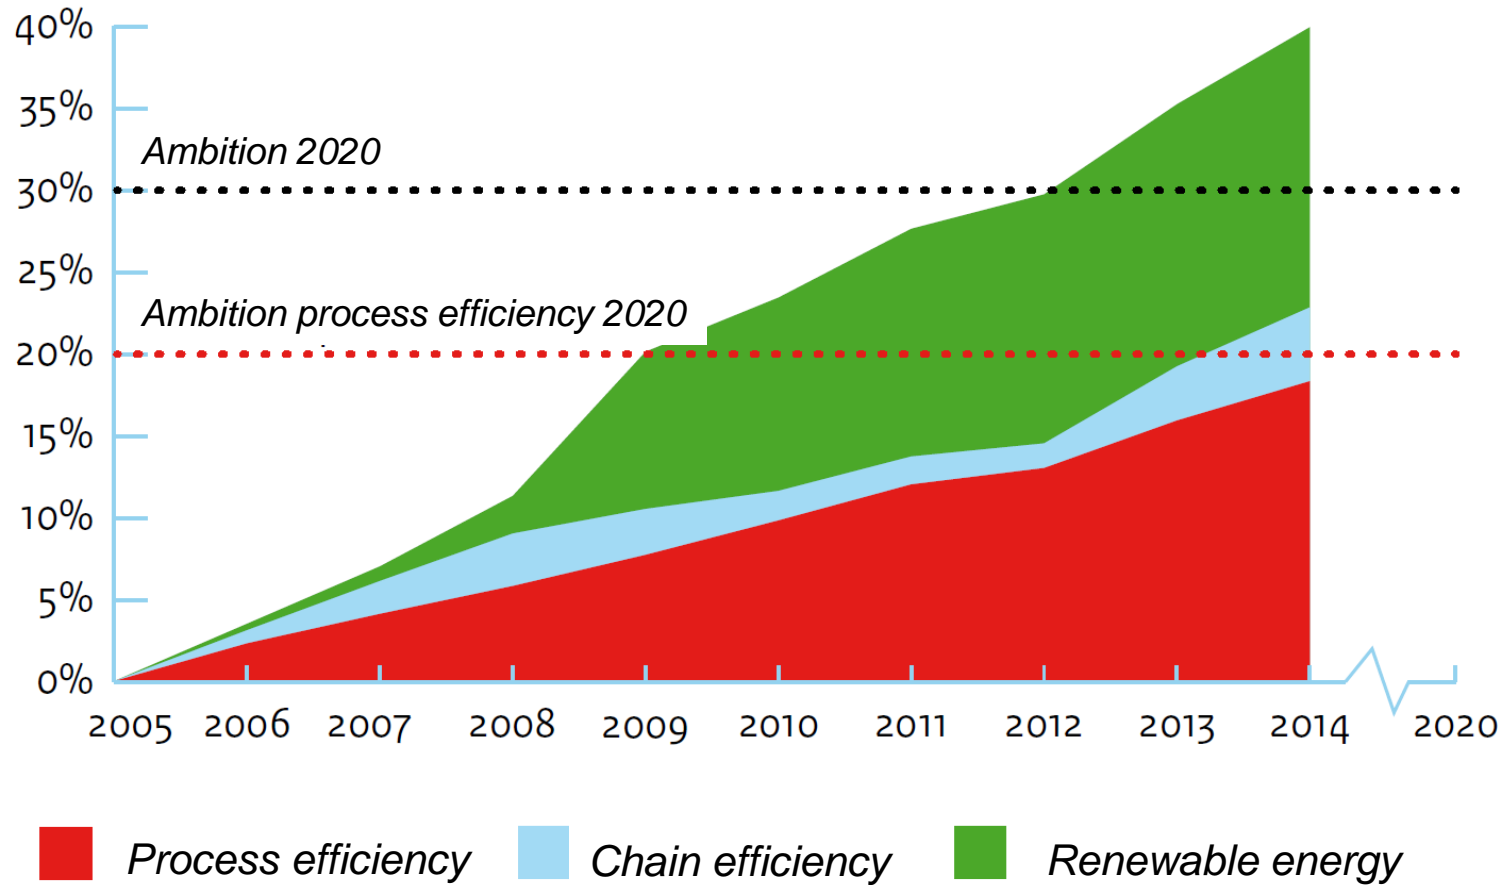 40%
35%
Ambition 2020
30%
25%
Ambition process efficiency 2020
20%
15%
10%
5%
0%
2005 2006 2007 2008 2009 2010 2011 2012 2013 2014 2020
Process efficiency Chain efficiency Renewable energy